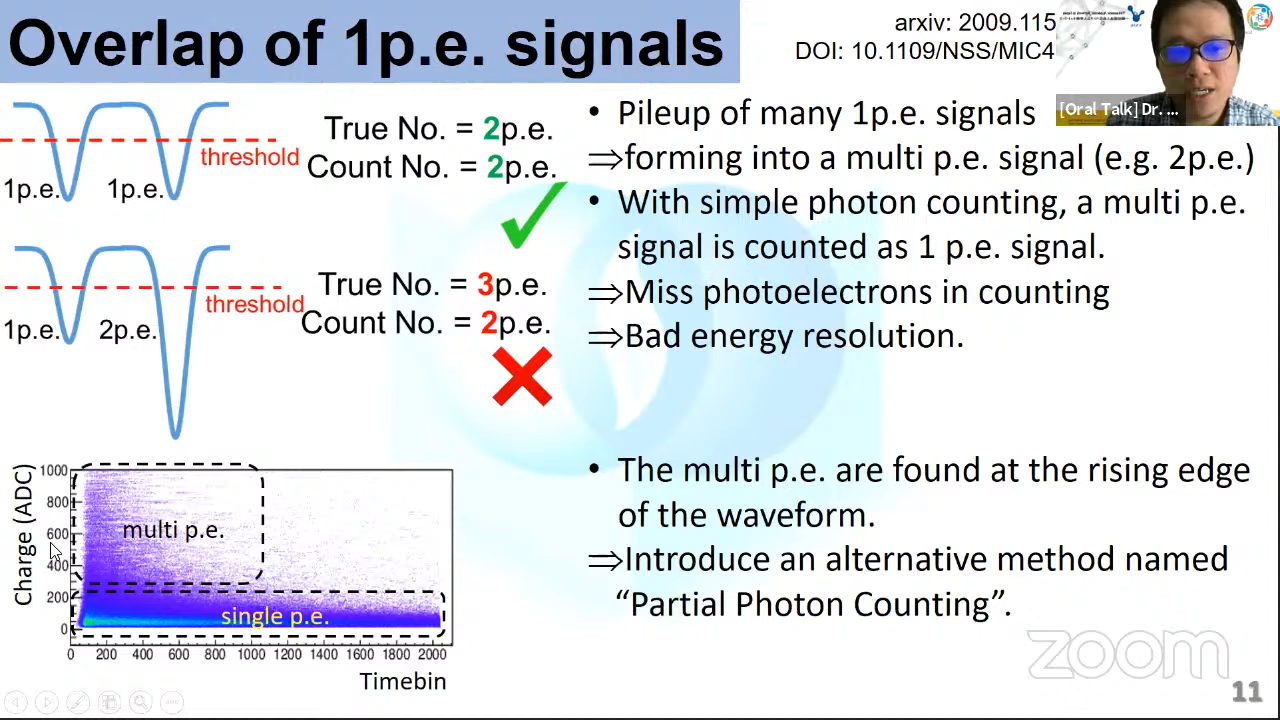 Overlap of 1p.e. signals
arxiv: 2009.115
DOI: 10.1109/NSS/MIC4
[Oral Talk] Dr. ...
threshold
1p.e.
1p.e.
True No. = 2p.e.
Count No. = 2p.e.
threshold
1p.e.
2p.e.
True No. = 3p.e.
Count No. = 2p.e.
• Pileup of many 1p.e. signals
⇒forming into a multi p.e. signal (e.g. 2p.e.)
• With simple photon counting, a multi p.e.
signal is counted as 1 p.e. signal.
⇒Miss photoelectrons in counting
⇒Bad energy resolution.
• The multi p.e. are found at the rising edge
of the waveform.
⇒Introduce an alternative method named
“Partial Photon Counting”.
Charge (ADC)
1000
800
600
400
200
0
multi p.e.
single p.e.
0 200 400 600 800 1000 1200 1400 1600 1800 2000
Timebin
zoom
11